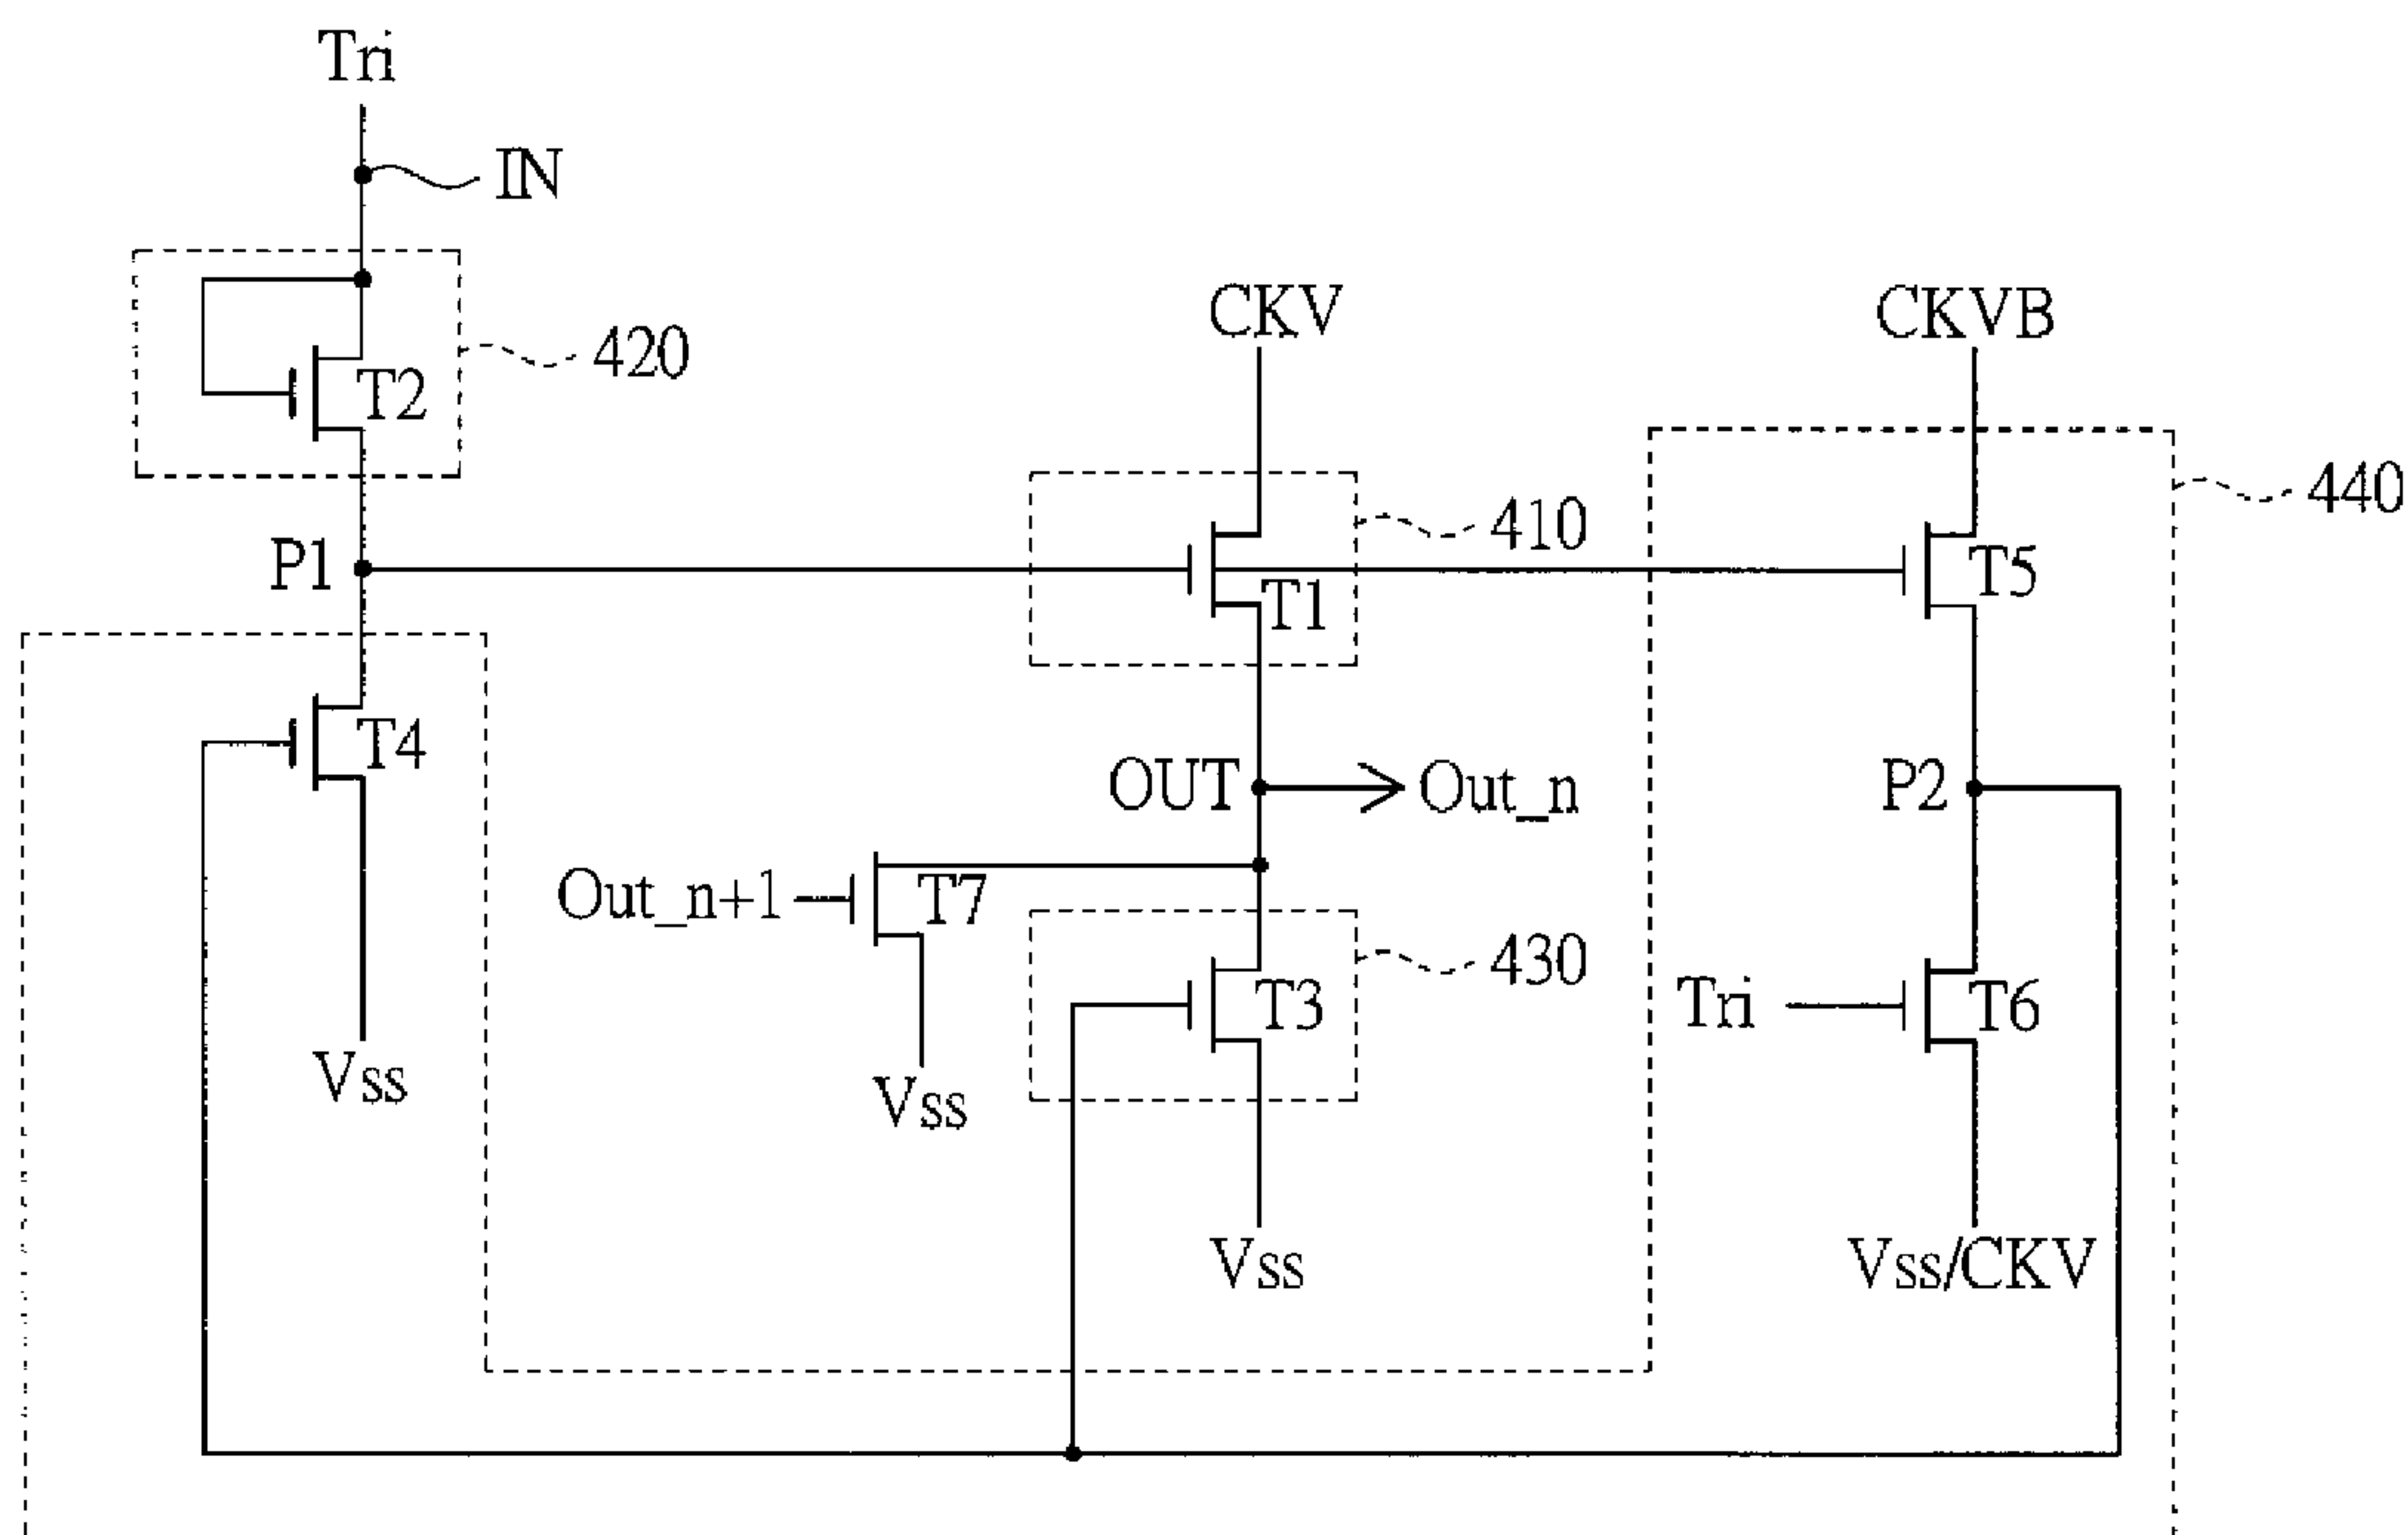 Tri
IN
CKV
CKVB
T2
420
440
P1
410
T5
T1
T4
OUT
Out_n
P2
Out_n+1
T7
430
T3
Tri
T6
Vss
Vss
Vss
Vss/CKV